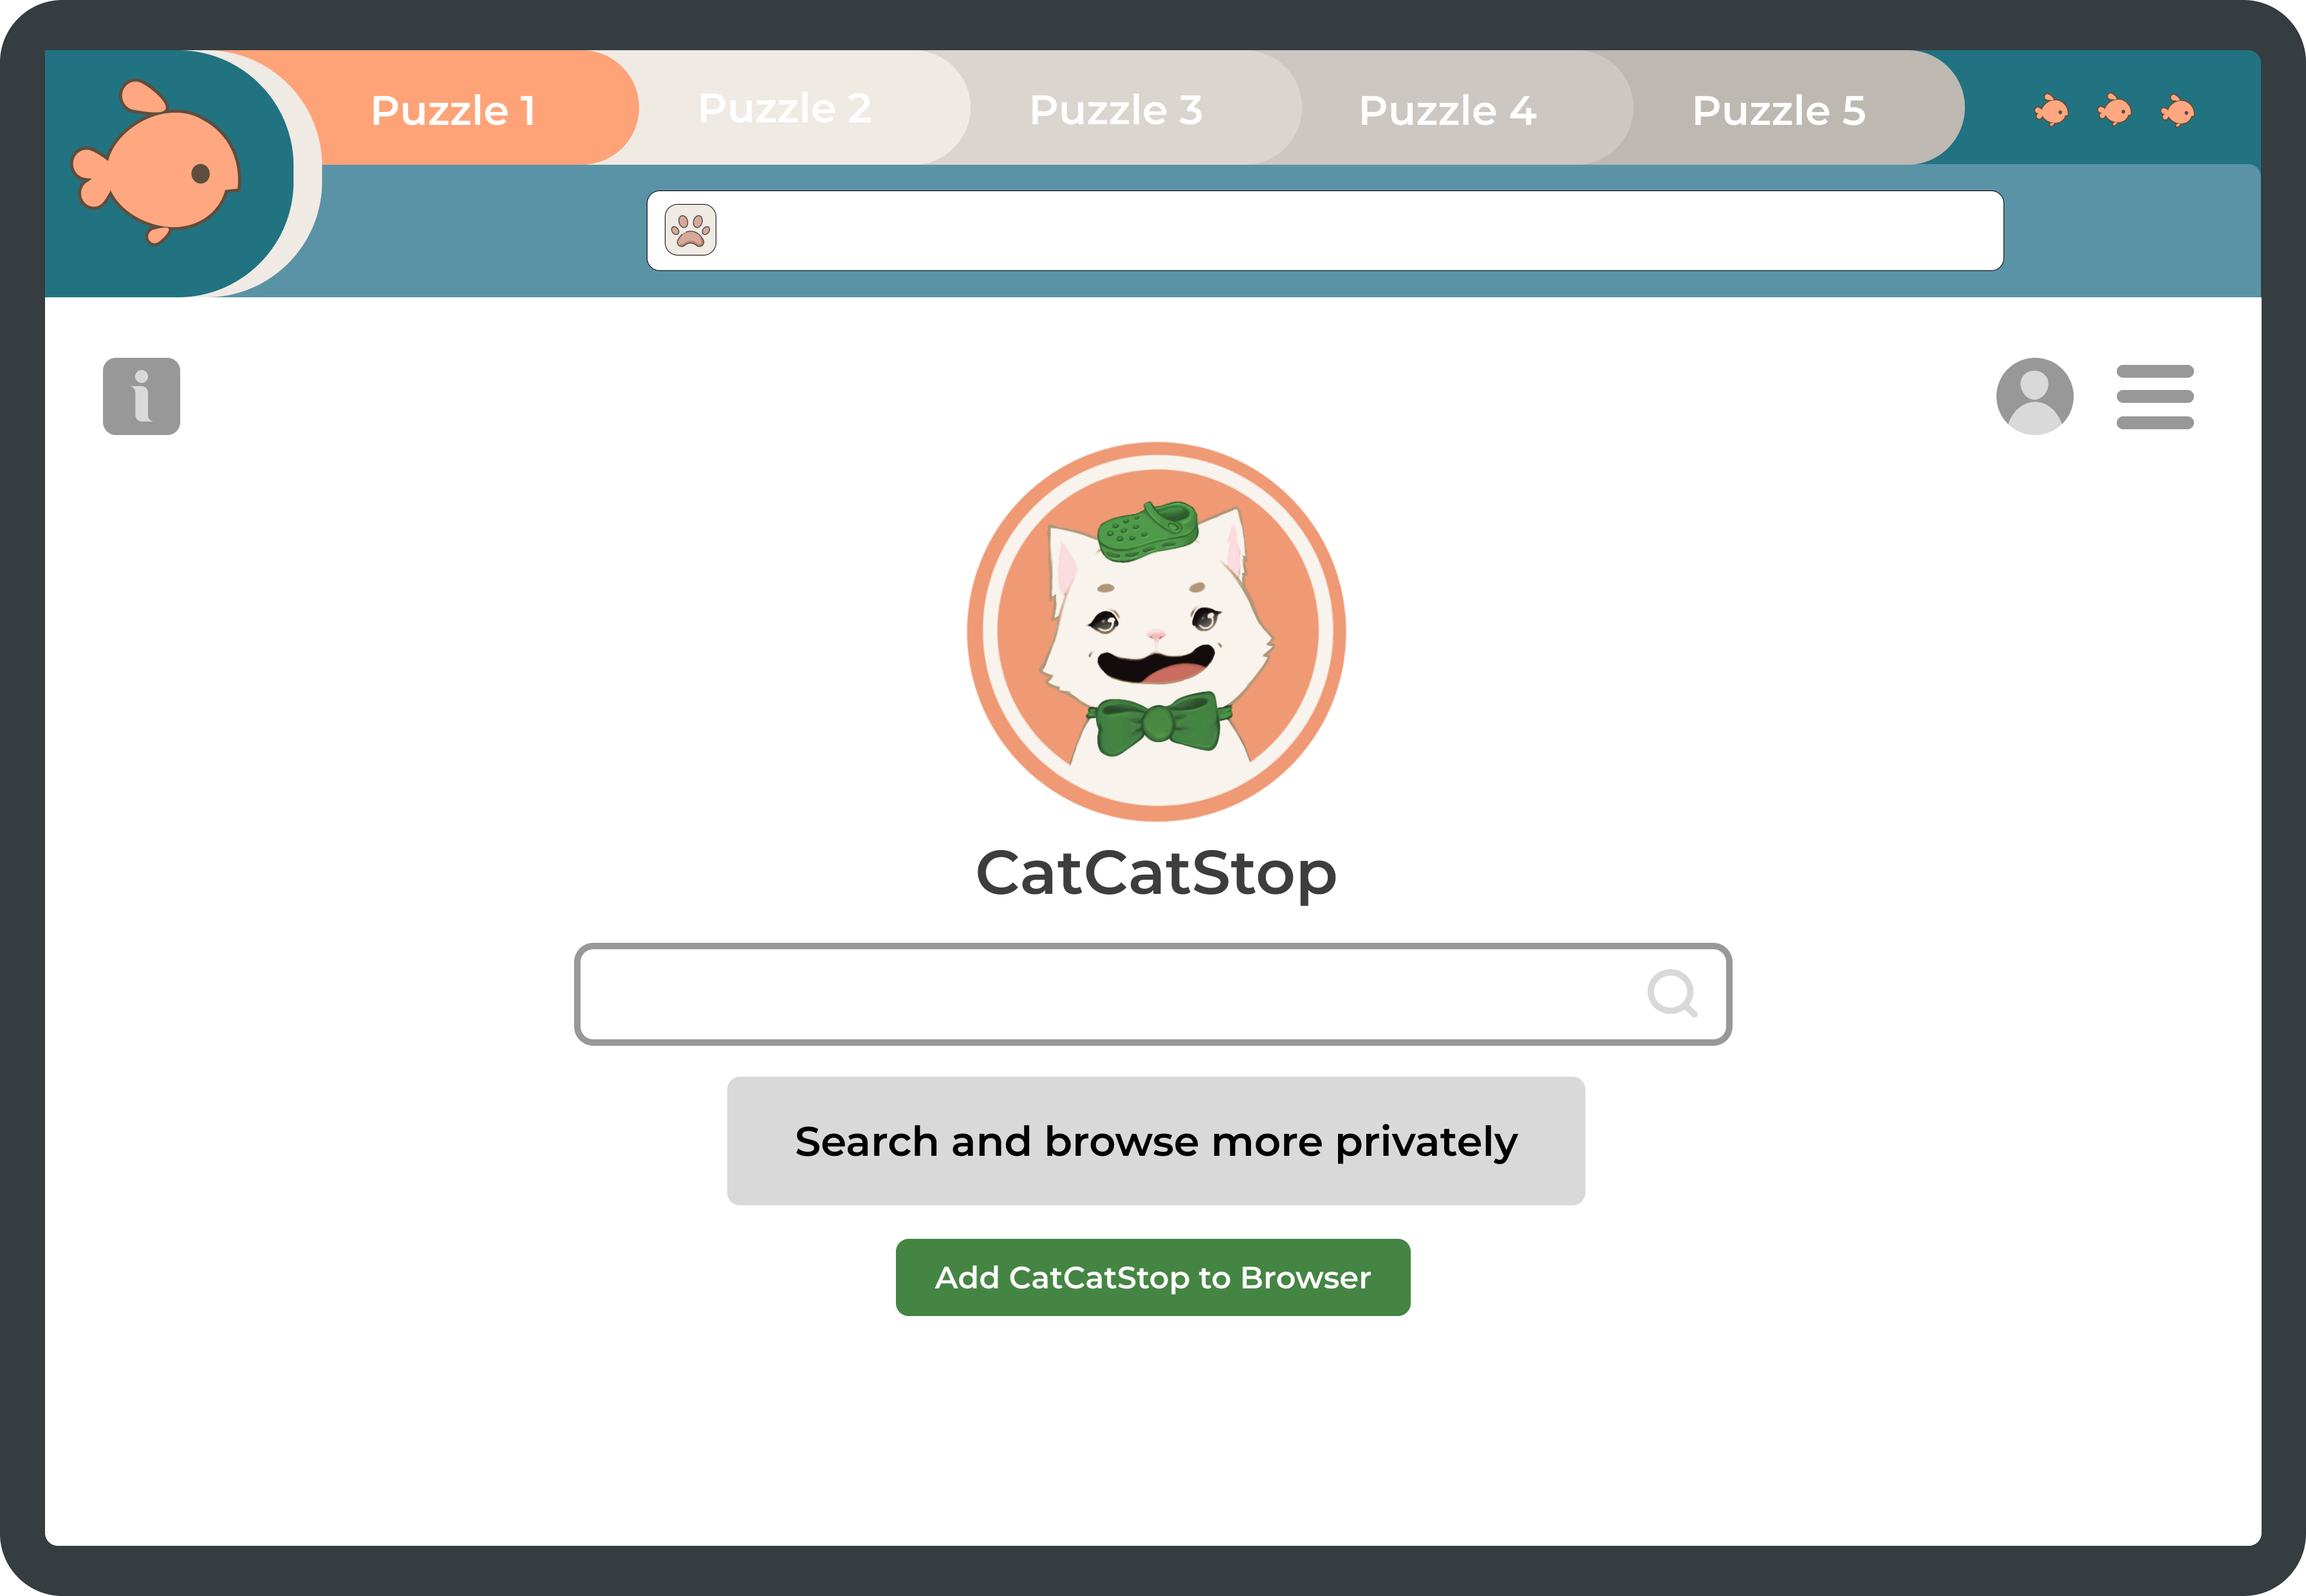 Puzzle 1
Puzzle 2
Puzzle 3
Puzzle 4
Puzzle 5
i
CatCatStop
Search and browse more privately
Add CatCatStop to Browser